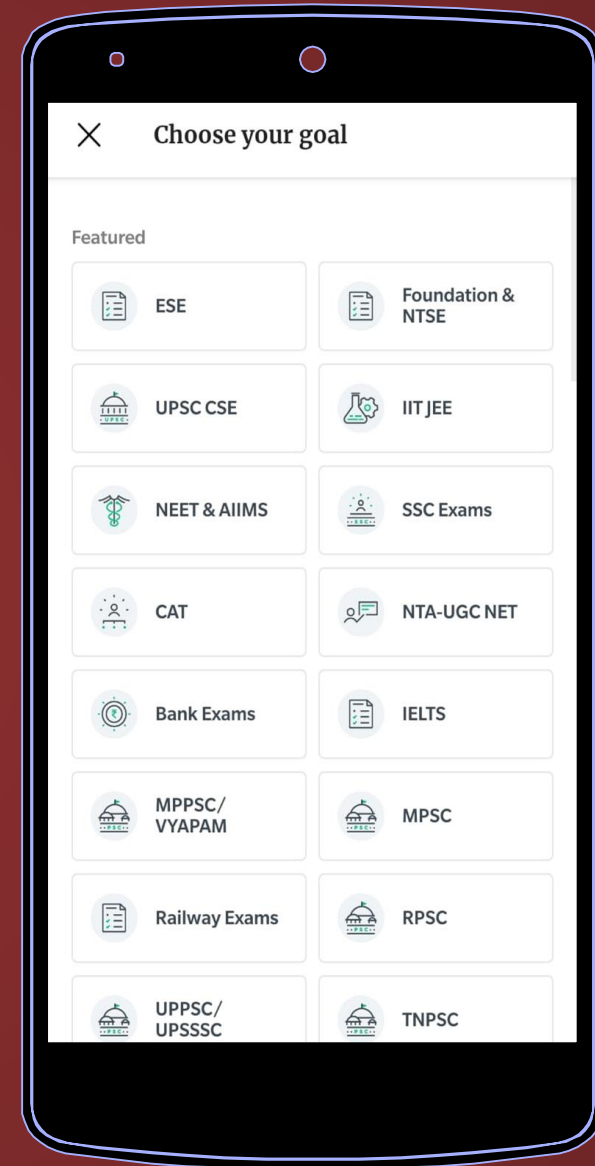 Choose your goal
Featured
ESE
Foundation &
NTSE
UPSC CSE
IIT JEE
NEET & AIIMS
SSC Exams
CAT
NTA-UGC NET
Bank Exams
IELTS
MPPSC/
VYAPAM
MPSC
Railway Exams
RPSC
UPPSC/
UPSSSC
TNPSC